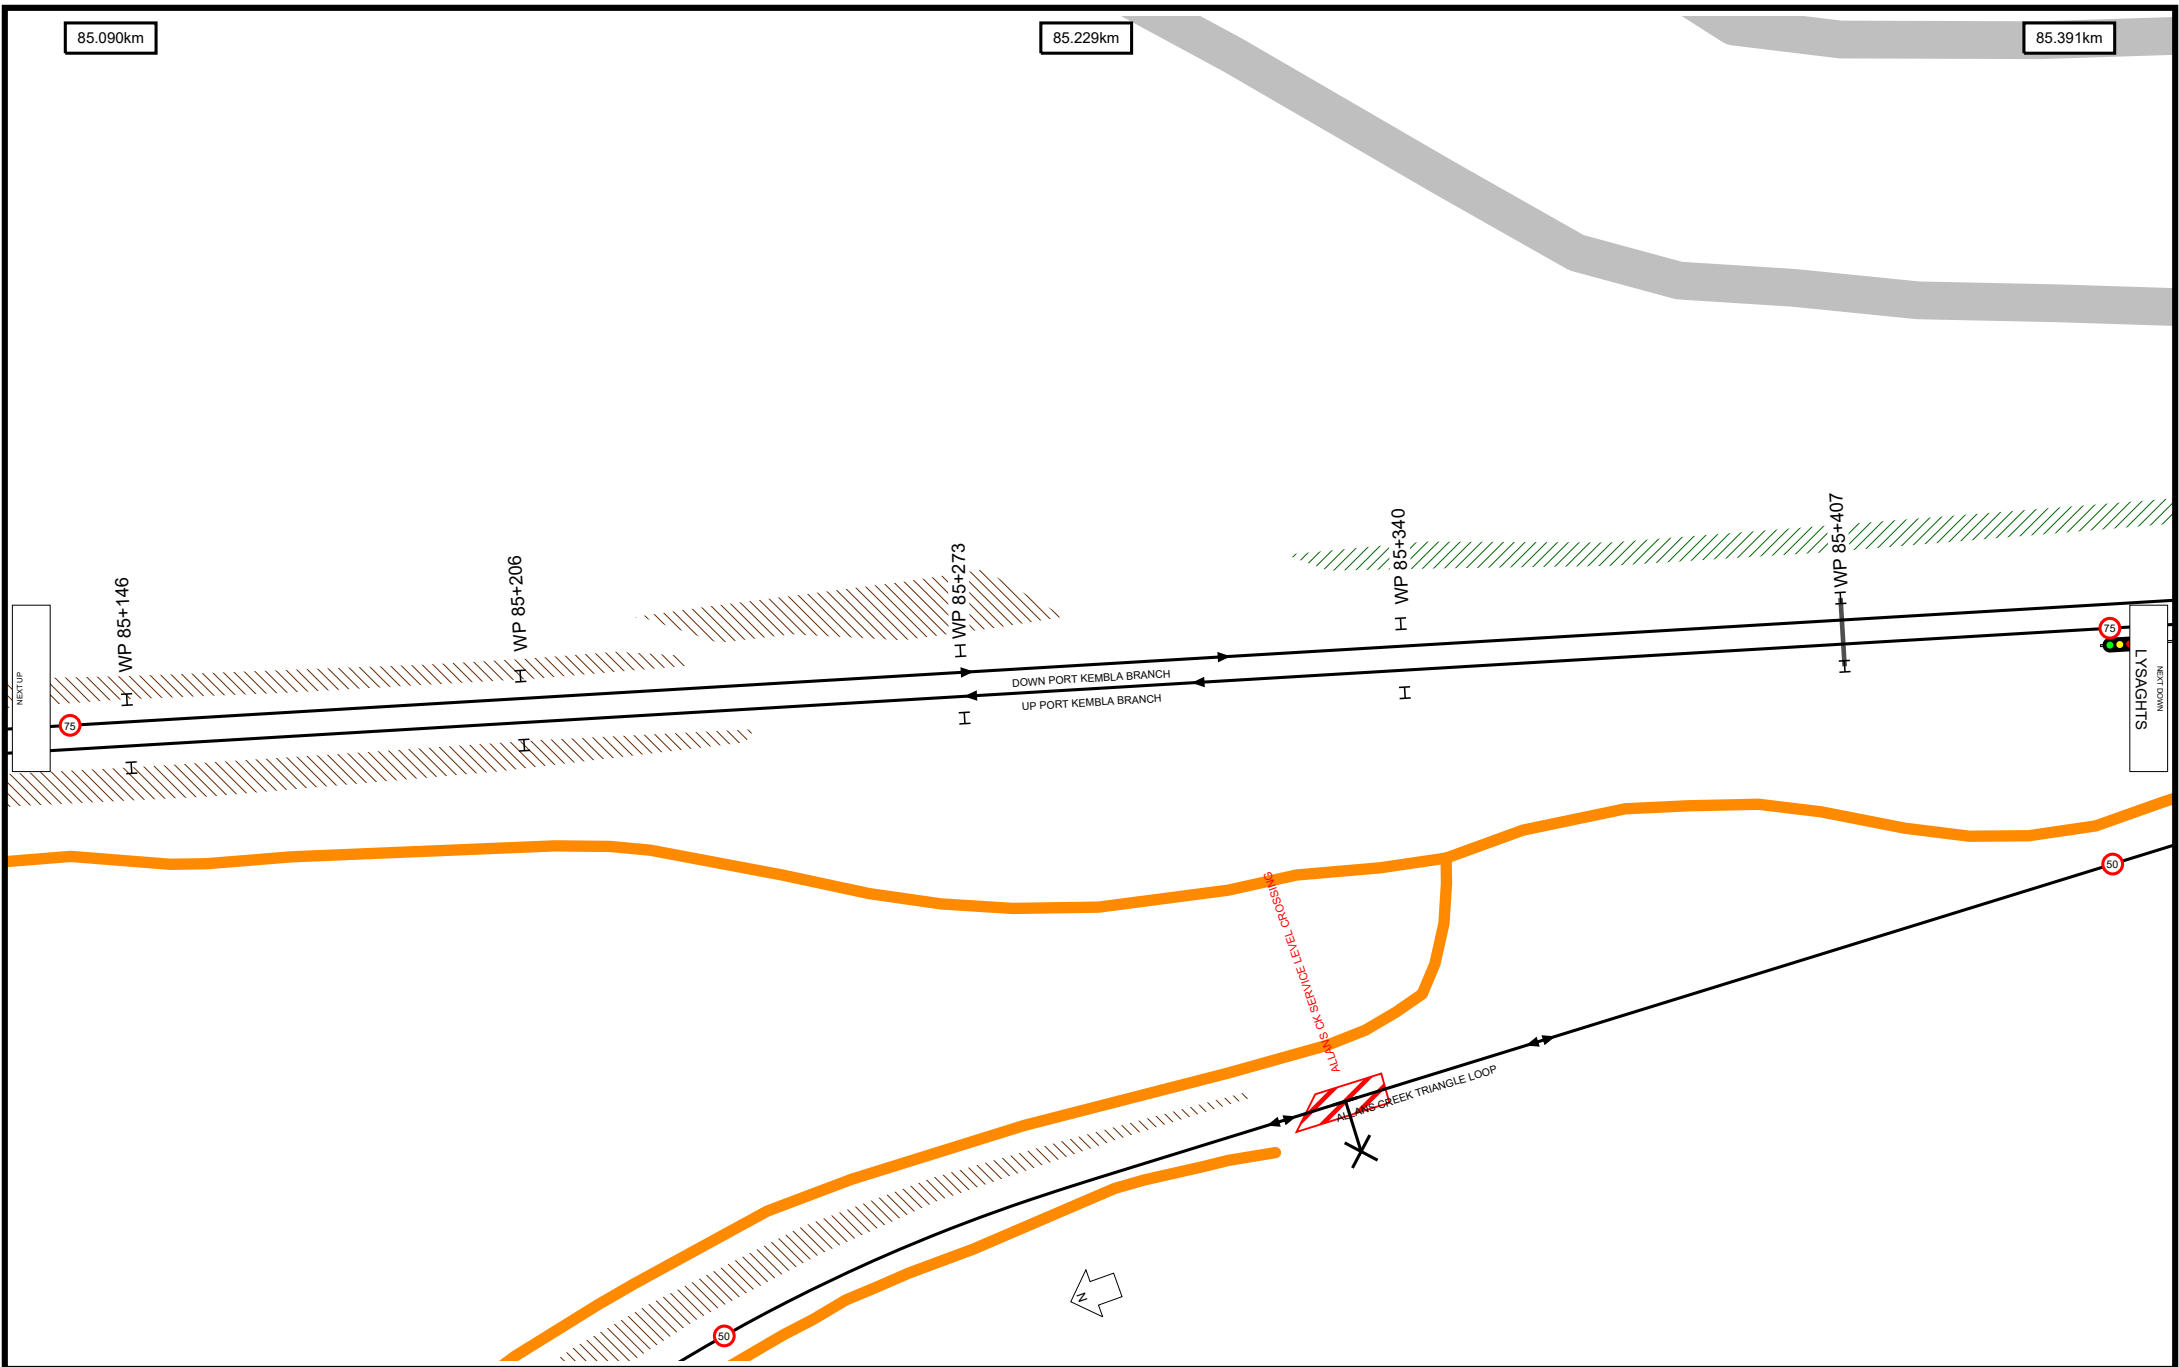 85.090km
85.229km
85.391km
WP 85+146
WP 85+206
WP 85+273
WP 85+340
WP 85+407
NEXT UP
75
DOWN PORT KEMBLA BRANCH
UP PORT KEMBLA BRANCH
75
LYSAGHTS
NEXT DOWN
50
ALLANS CK SERVICE LEVEL CROSSING
ALLANS CREEK TRIANGLE LOOP
N
50